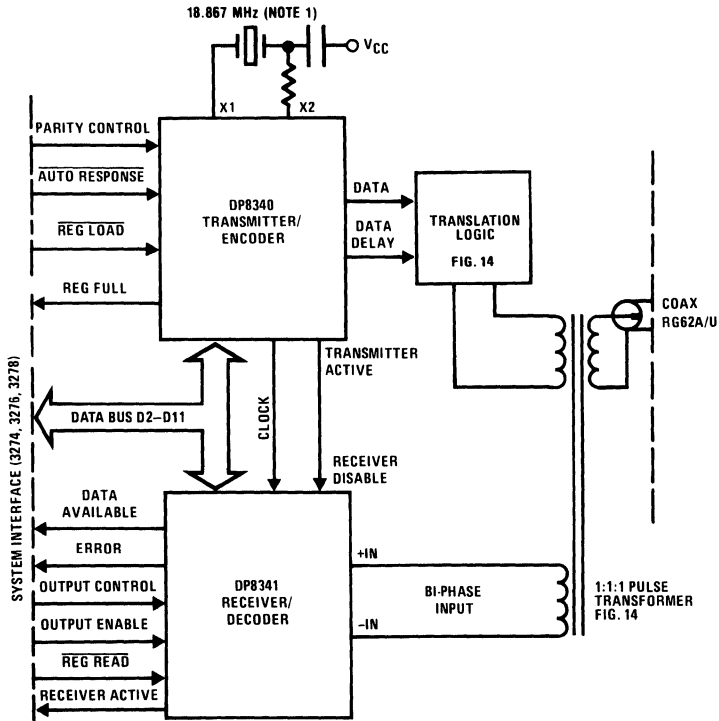 18.867 MHz (NOTE 1)
VCC
X1
X2
PARITY CONTROL
AUTO RESPONSE
REG LOAD
REG FULL
DP8340
TRANSMITTER/
ENCODER
DATA
DATA
DELAY
TRANSLATION
LOGIC
FIG. 14
COAX
RG62A/U
TRANSMITTER
ACTIVE
DATA BUS D2–D11
CLOCK
RECEIVER
DISABLE
SYSTEM INTERFACE (3274, 3276, 3278)
DATA
AVAILABLE
ERROR
OUTPUT CONTROL
OUTPUT ENABLE
REG READ
RECEIVER ACTIVE
DP8341
RECEIVER/
DECODER
+IN
BI-PHASE
INPUT
–IN
1:1:1 PULSE
TRANSFORMER
FIG. 14